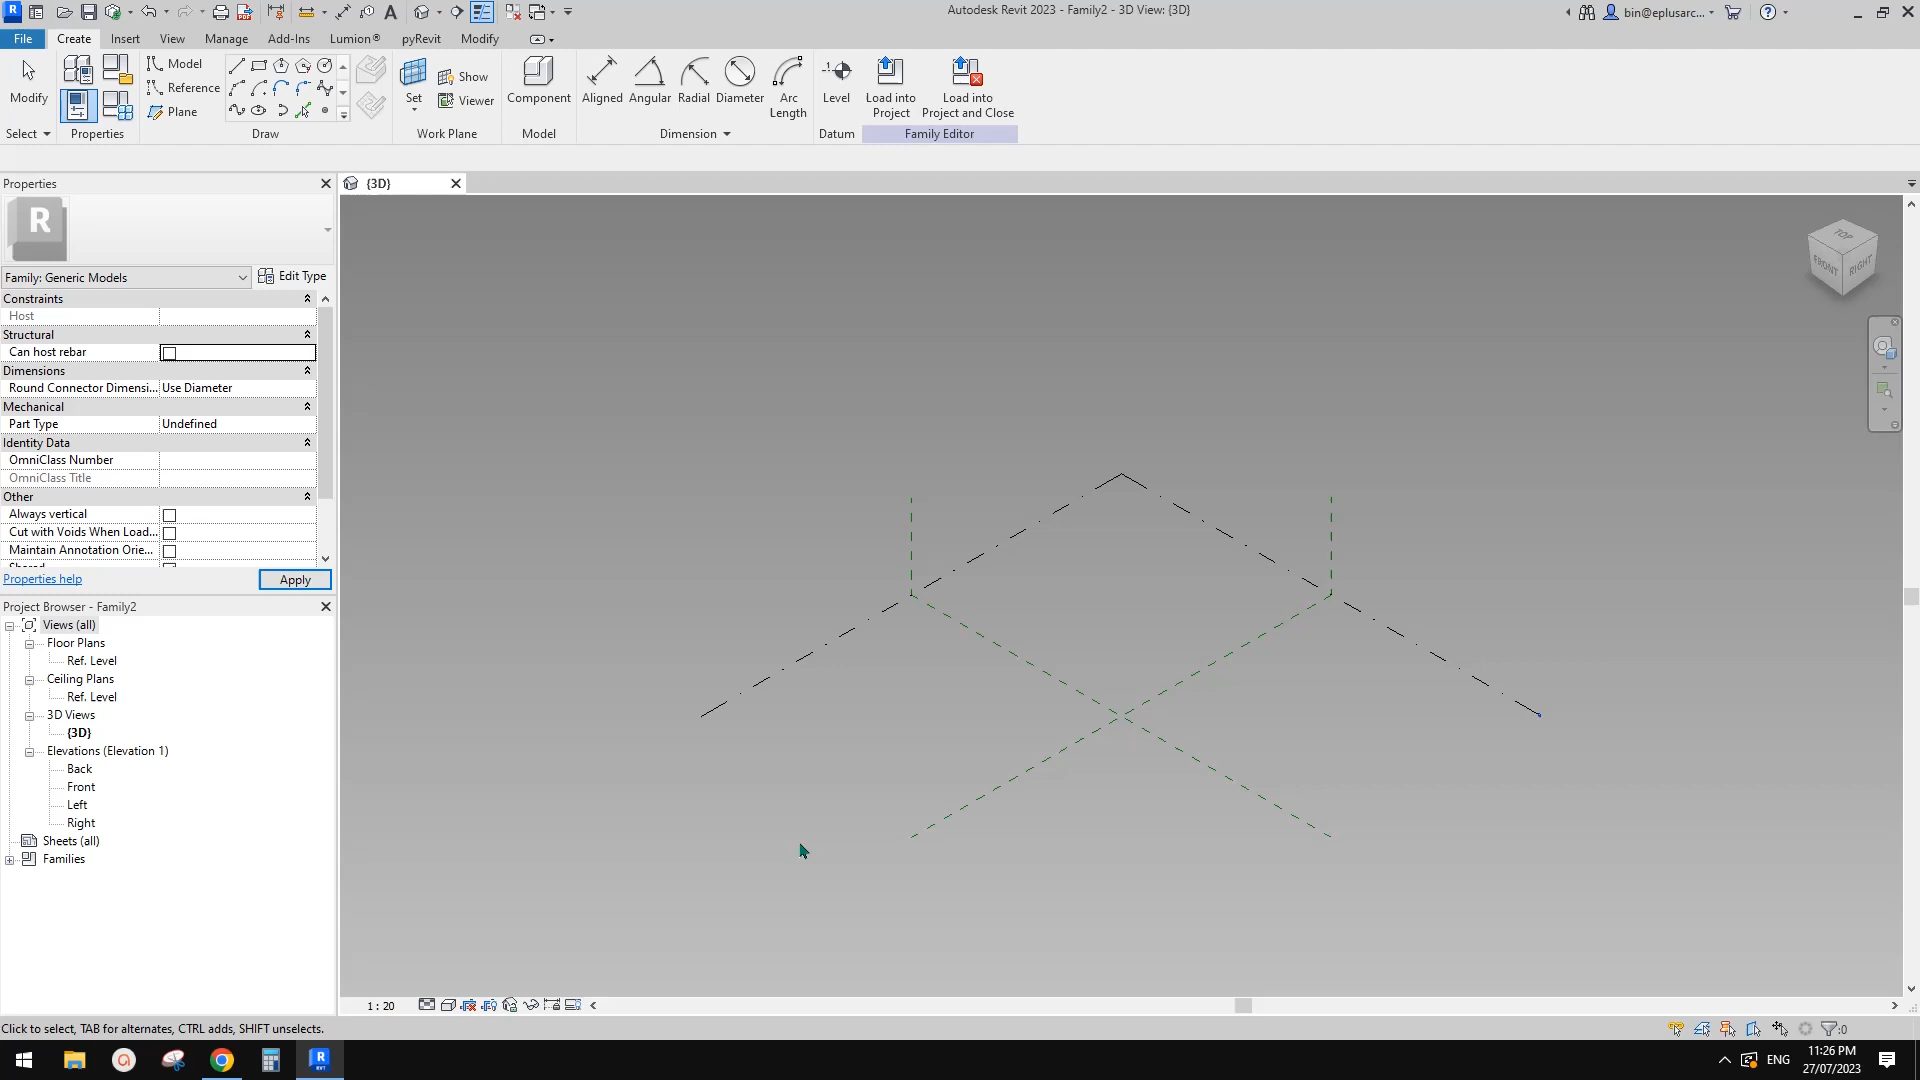 Autodesk Revit 2023 - Family2 - 3D View: {3D}
bin@eplusarc...
File Create Insert View Manage Add-Ins Lumion® pyRevit Modify
Modify
Select
Properties
Model
Reference
Plane
Draw
Set
Show
Viewer
Work Plane
Component
Model
Aligned Angular Radial Diameter Arc Length
Dimension
Level
Datum
Load into Project
Load into Project and Close
Family Editor
Properties
{3D}
R
Family: Generic Models
Edit Type
Constraints
Host
Structural
Can host rebar
Dimensions
Round Connector Dimensi... Use Diameter
Mechanical
Part Type Undefined
Identity Data
OmniClass Number
OmniClass Title
Other
Always vertical
Cut with Voids When Load...
Maintain Annotation Orie...
Properties help
Apply
Project Browser - Family2
Views (all)
Floor Plans
Ref. Level
Ceiling Plans
Ref. Level
3D Views
{3D}
Elevations (Elevation 1)
Back
Front
Left
Right
Sheets (all)
Families
TOP
FRONT
RIGHT
1 : 20
Click to select, TAB for alternates, CTRL adds, SHIFT unselects.
:0
ENG
11:26 PM
27/07/2023